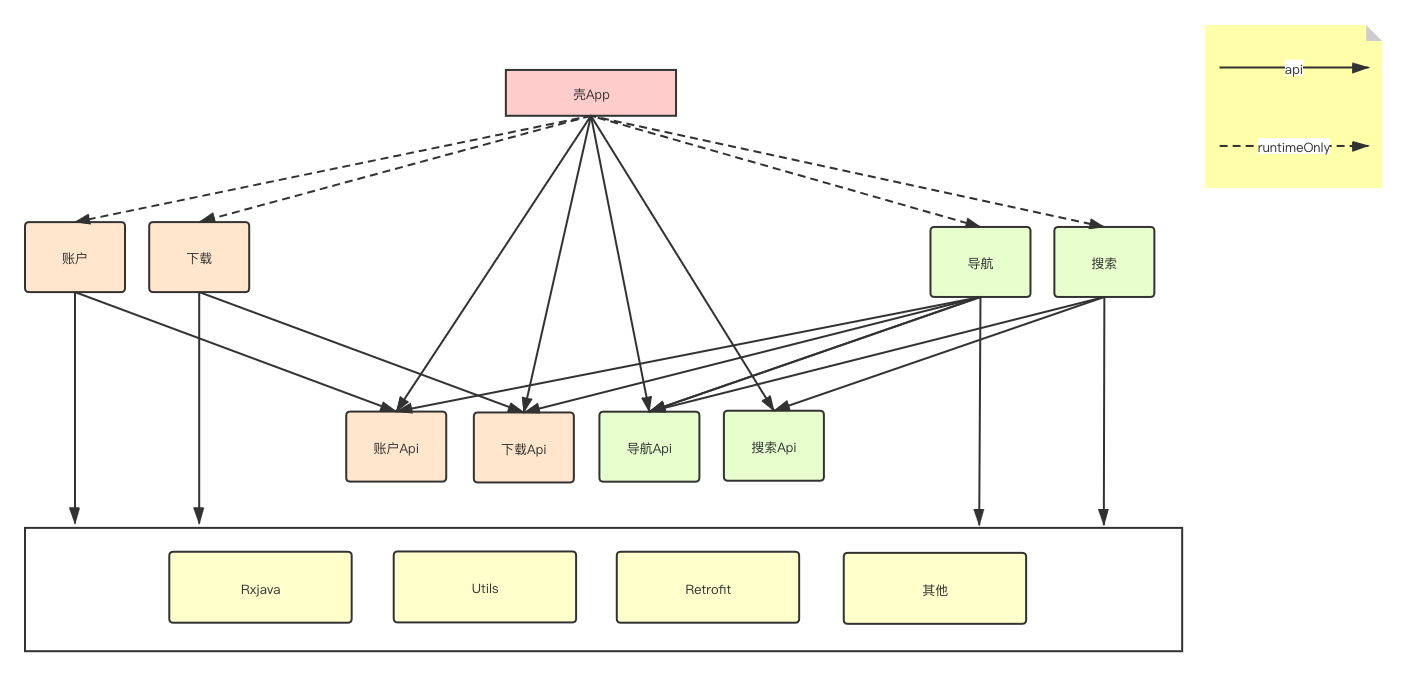 api
壳App
runtimeOnly
账户
下载
导航
搜索
账户Api
下载Api
导航Api
搜索Api
Rxjava
Utils
Retrofit
其他